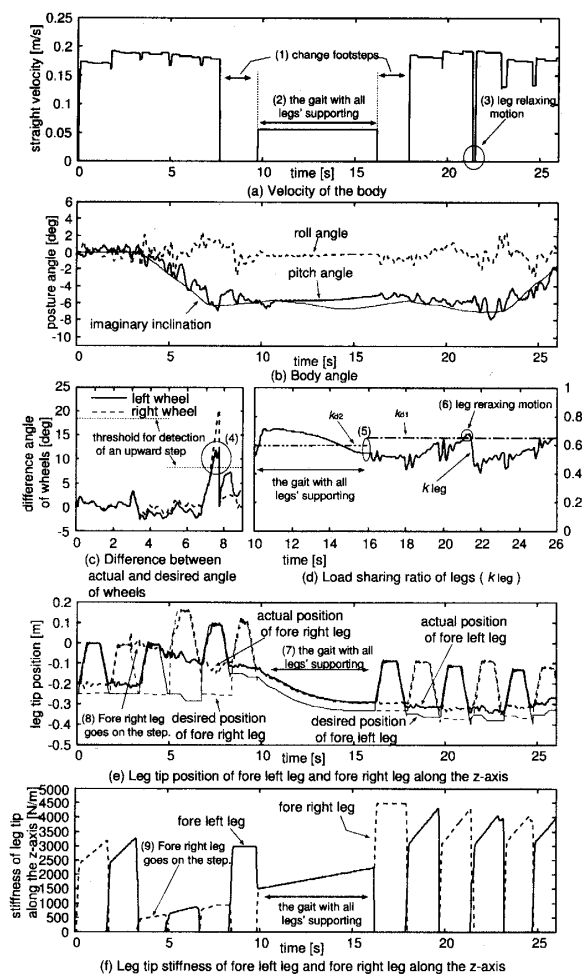 straight velocity [m/s]
0.25
0.2
0.15
0.1
0.05
0
(1) change footsteps
(2) the gait with all
legs' supporting
(3) leg relaxing
motion
0 5 10 15 20 25
time [s]
(a) Velocity of the body
posture angle [deg]
6
4
2
0
-2
-4
-6
-8
-10
roll angle
pitch angle
imaginary inclination
0 5 10 15 20 25
time [s]
(b) Body angle
difference angle
of wheels [deg]
25
20
15
10
5
0
-5
left wheel
right wheel
threshold for detection
of an upward step
(4)
0 2 4 6 8
time [s]
(c) Difference between
actual and desired angle
of wheels
kd2
(5)
kd1
(6) leg reraxing motion
the gait with all
legs' supporting
k leg
1
0.8
0.6
0.4
0.2
0
10 12 14 16 18 20 22 24 26
time [s]
(d) Load sharing ratio of legs ( k leg )
leg tip position [m]
0.2
0.1
0
-0.1
-0.2
-0.3
-0.4
-0.5
actual position
of fore right leg
(7) the gait with all
legs' supporting
actual position
of fore left leg
(8) Fore right leg
goes on the step.
desired position
of fore right leg
desired position
of fore left leg
0 5 10 15 20 25
time [s]
(e) Leg tip position of fore left leg and fore right leg along the z-axis
stiffness of leg tip
along the z-axis [N/m]
5000
4500
4000
3500
3000
2500
2000
1500
1000
500
0
fore left leg
fore right leg
(9) Fore right leg
goes on the step.
the gait with all
legs' supporting
0 5 10 15 20 25
time [s]
(f) Leg tip stiffness of fore left leg and fore right leg along the z-axis